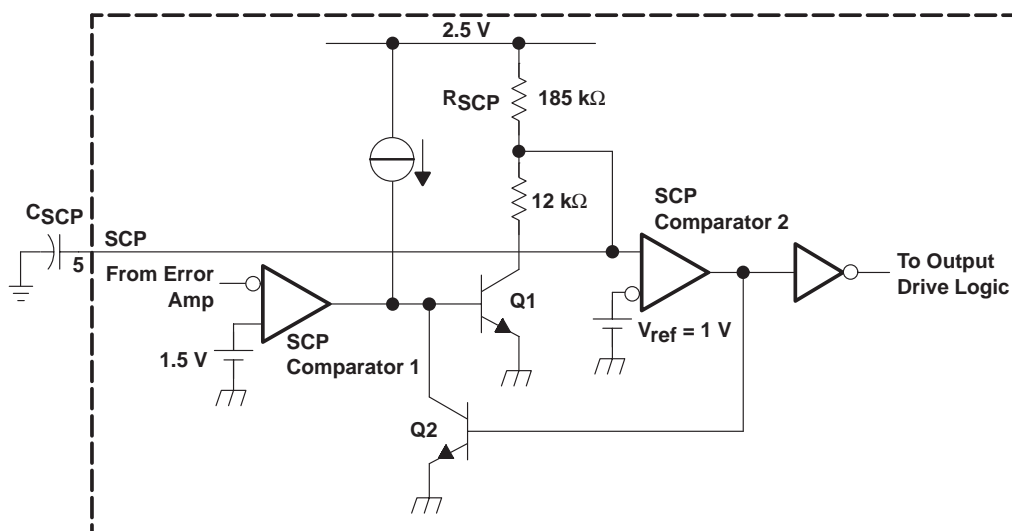 2.5 V
RSCP
185 kΩ
12 kΩ
CSCP
SCP
5
SCP
Comparator 2
From Error
Amp
To Output
Drive Logic
Q1
Vref = 1 V
1.5 V
SCP
Comparator 1
Q2